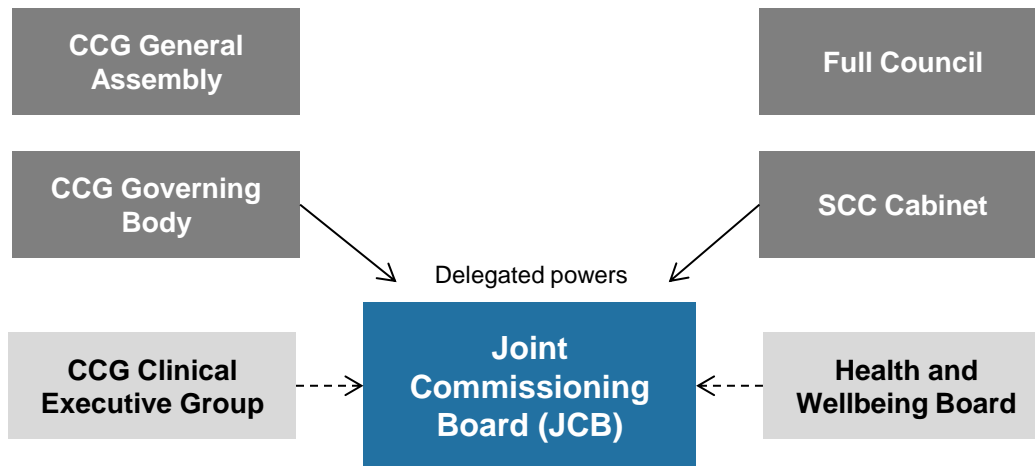 CCG General
Assembly
Full Council
CCG Governing
Body
SCC Cabinet
Delegated powers
CCG Clinical
Executive Group
Joint
Commissioning
Board (JCB)
Health and
Wellbeing Board